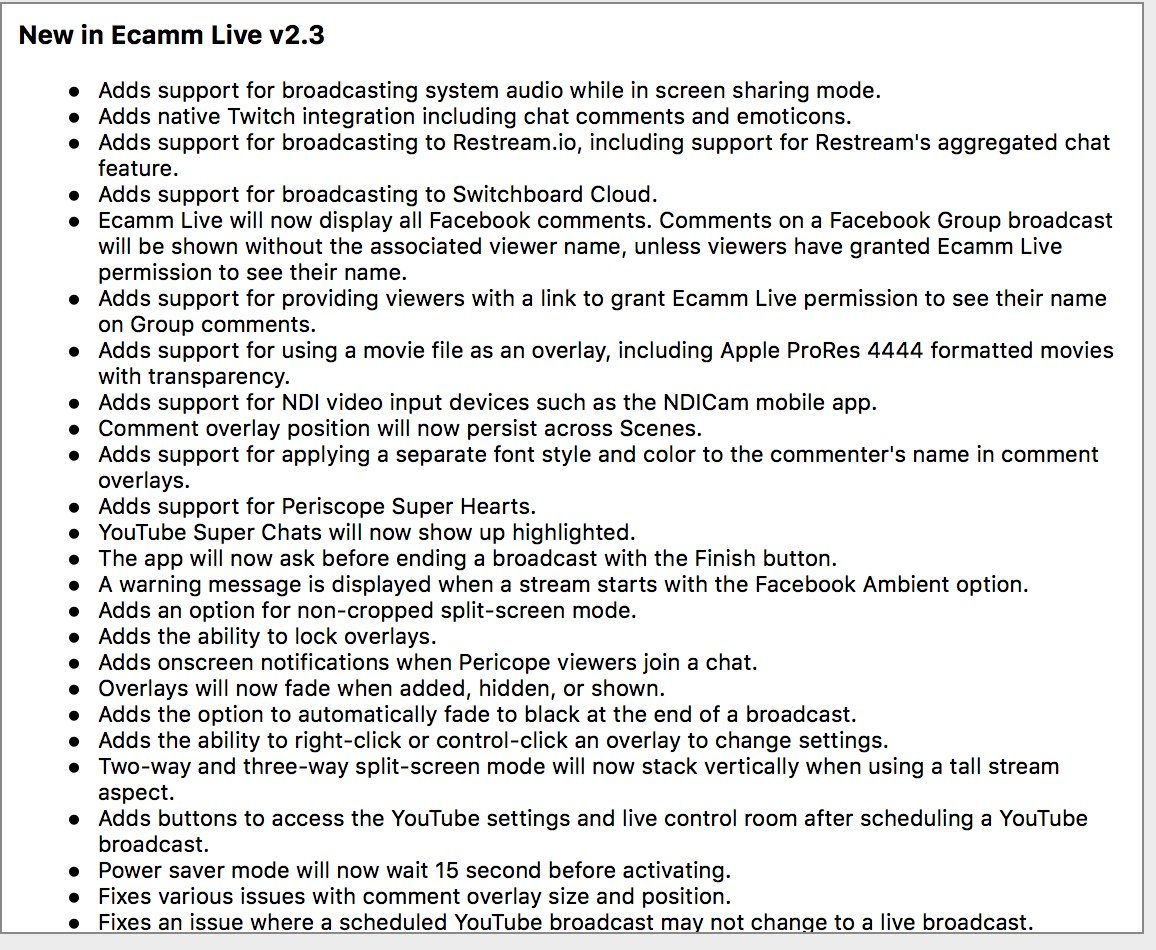 New in Ecamm Live v2.3
● Adds support for broadcasting system audio while in screen sharing mode.
● Adds native Twitch integration including chat comments and emoticons.
● Adds support for broadcasting to Restream.io, including support for Restream's aggregated chat
feature.
● Adds support for broadcasting to Switchboard Cloud.
● Ecamm Live will now display all Facebook comments. Comments on a Facebook Group broadcast
will be shown without the associated viewer name, unless viewers have granted Ecamm Live
permission to see their name.
● Adds support for providing viewers with a link to grant Ecamm Live permission to see their name
on Group comments.
● Adds support for using a movie file as an overlay, including Apple ProRes 4444 formatted movies
with transparency.
● Adds support for NDI video input devices such as the NDICam mobile app.
● Comment overlay position will now persist across Scenes.
● Adds support for applying a separate font style and color to the commenter's name in comment
overlays.
● Adds support for Periscope Super Hearts.
● YouTube Super Chats will now show up highlighted.
● The app will now ask before ending a broadcast with the Finish button.
● A warning message is displayed when a stream starts with the Facebook Ambient option.
● Adds an option for non-cropped split-screen mode.
● Adds the ability to lock overlays.
● Adds onscreen notifications when Pericope viewers join a chat.
● Overlays will now fade when added, hidden, or shown.
● Adds the option to automatically fade to black at the end of a broadcast.
● Adds the ability to right-click or control-click an overlay to change settings.
● Two-way and three-way split-screen mode will now stack vertically when using a tall stream
aspect.
● Adds buttons to access the YouTube settings and live control room after scheduling a YouTube
broadcast.
● Power saver mode will now wait 15 second before activating.
● Fixes various issues with comment overlay size and position.
● Fixes an issue where a scheduled YouTube broadcast may not change to a live broadcast.